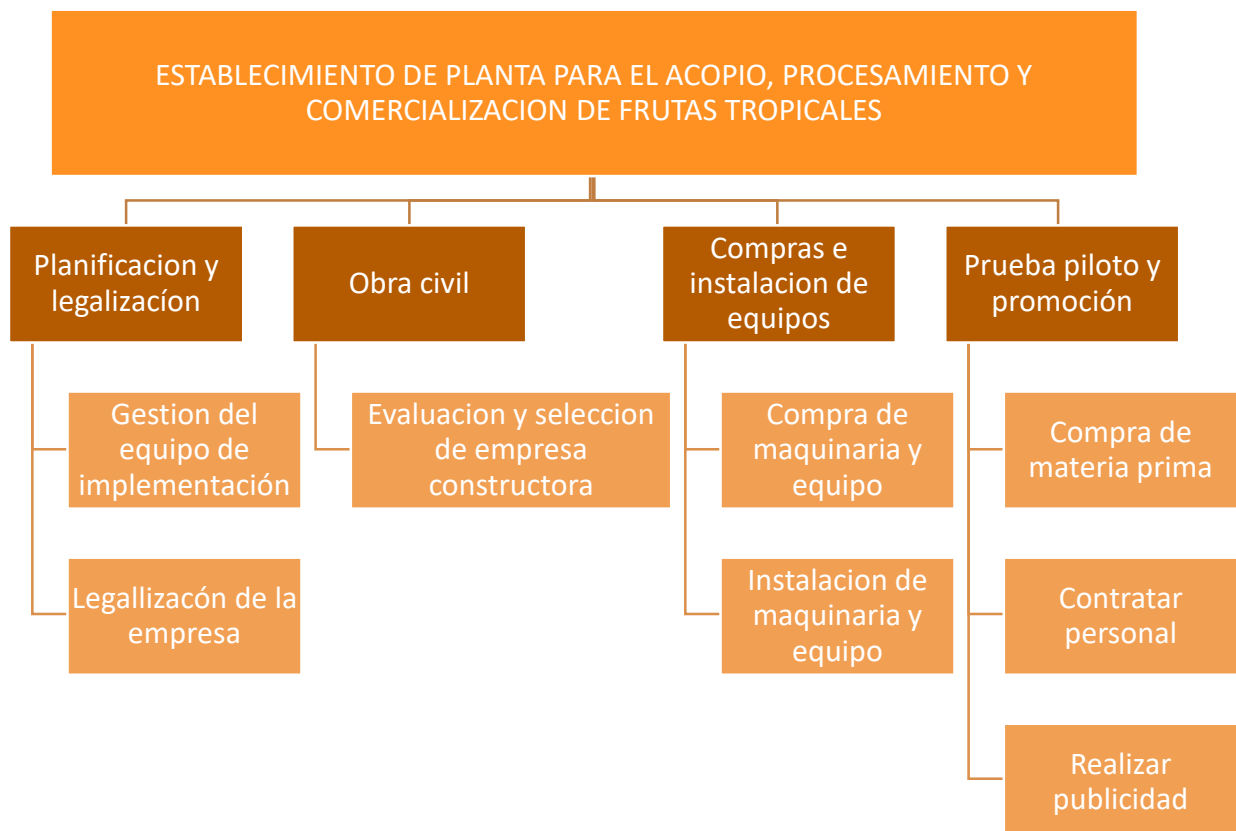 ESTABLECIMIENTO DE PLANTA PARA EL ACOPIO, PROCESAMIENTO Y
COMERCIALIZACION DE FRUTAS TROPICALES
Planificacion y
legalizacíon
Gestion del
equipo de
implementación
Legallizacón de la
empresa
Obra civil
Evaluacion y seleccion
de empresa
constructora
Compras e
instalacion de
equipos
Compra de
maquinaria y
equipo
Instalacion de
maquinaria y
equipo
Prueba piloto y
promoción
Compra de
materia prima
Contratar
personal
Realizar
publicidad